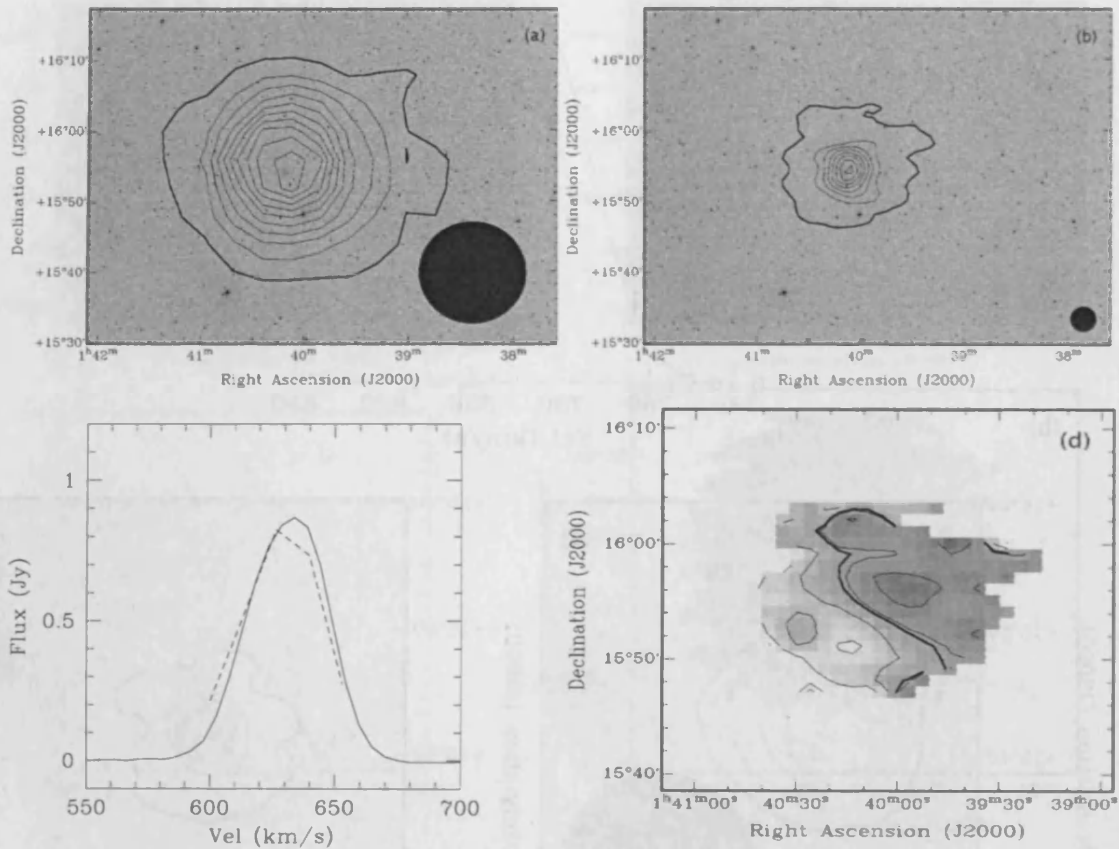 (a)
Declination (J2000)
+16°10'
+16°00'
+15°50'
+15°40'
+15°30'
1ʰ42ᵐ 41ᵐ 40ᵐ 39ᵐ 38ᵐ
Right Ascension (J2000)
(b)
Declination (J2000)
+16°10'
+16°00'
+15°50'
+15°40'
+15°30'
1ʰ42ᵐ 41ᵐ 40ᵐ 39ᵐ 38ᵐ
Right Ascension (J2000)
Flux (Jy)
1
0.5
0
550 600 650 700
Vel (km/s)
(d)
Declination (J2000)
16°10'
16°00'
15°50'
15°40'
1ʰ41ᵐ00ˢ 40ᵐ30ˢ 40ᵐ00ˢ 39ᵐ30ˢ 39ᵐ00ˢ
Right Ascension (J2000)